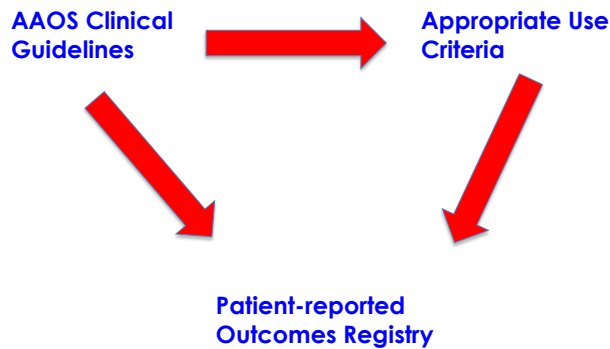 AAOS Clinical
Guidelines
Appropriate Use
Criteria
Patient-reported
Outcomes Registry